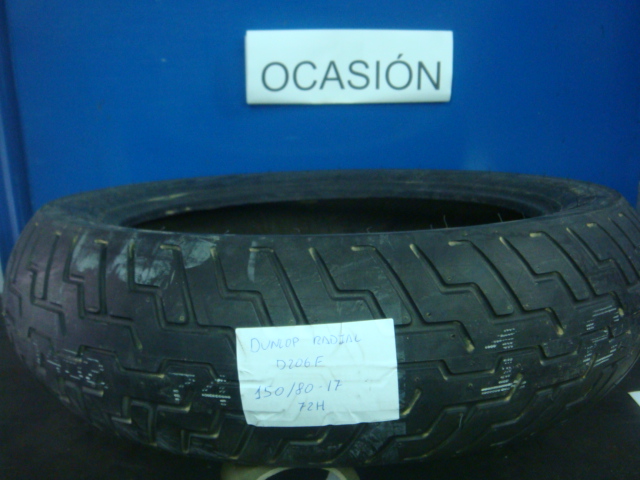 OCASIÓN
DUNLOP RADIAL
D206F
150/80-17
72H